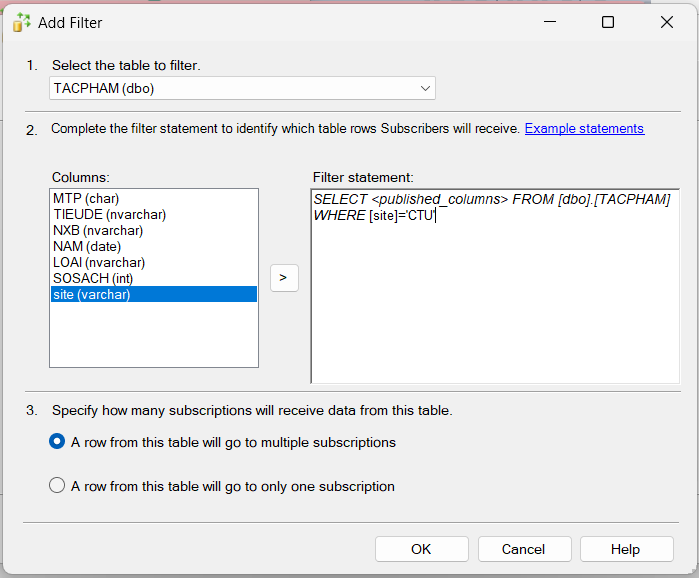 Add Filter
1. Select the table to filter.
TACPHAM (dbo)
2. Complete the filter statement to identify which table rows Subscribers will receive. Example statements
Columns:
MTP (char)
TIEUDE (nvarchar)
NXB (nvarchar)
NAM (date)
LOAI (nvarchar)
SOSACH (int)
site (varchar)
>
Filter statement:
SELECT <published_columns> FROM [dbo].[TACPHAM]
WHERE [site]='CTU'
3. Specify how many subscriptions will receive data from this table.
A row from this table will go to multiple subscriptions
A row from this table will go to only one subscription
OK Cancel Help